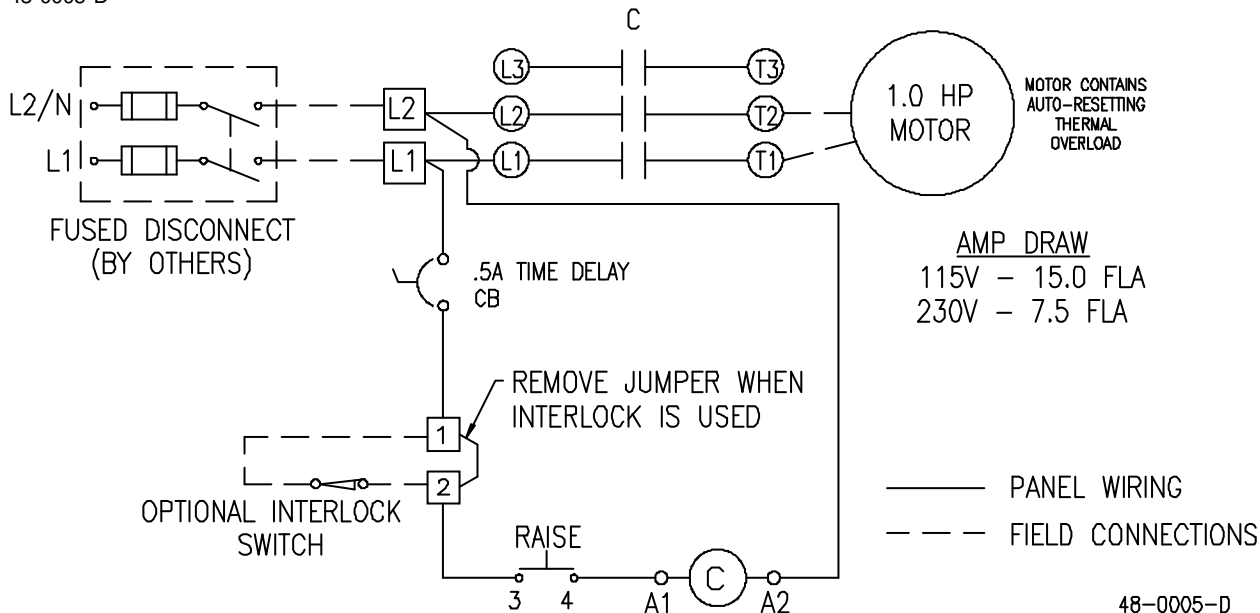 48-0005-D
C
L3
T3
L2/N
L2
L2
T2
1.0 HP
MOTOR
MOTOR CONTAINS
AUTO-RESETTING
THERMAL
OVERLOAD
L1
L1
L1
T1
FUSED DISCONNECT
(BY OTHERS)
AMP DRAW
115V - 15.0 FLA
230V - 7.5 FLA
.5A TIME DELAY
CB
REMOVE JUMPER WHEN
INTERLOCK IS USED
1
2
OPTIONAL INTERLOCK
SWITCH
PANEL WIRING
FIELD CONNECTIONS
RAISE
3
4
A1
C
A2
48-0005-D